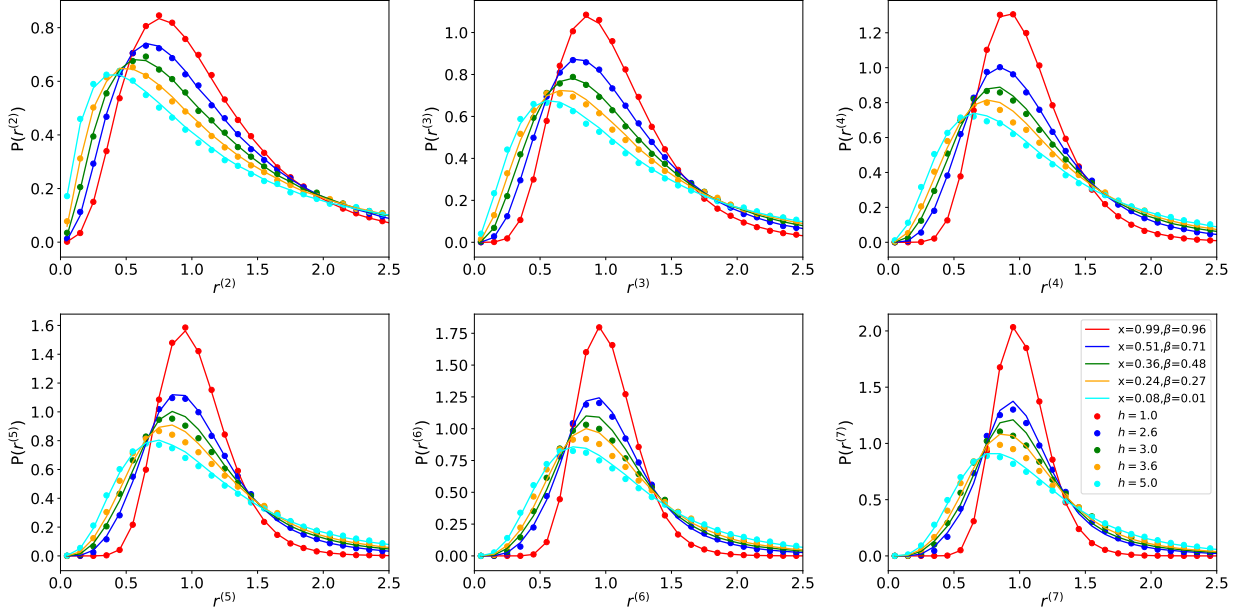 P(r^(2))
0.8
0.6
0.4
0.2
0.0
0.0 0.5 1.0 1.5 2.0 2.5
r^(2)
P(r^(3))
1.0
0.8
0.6
0.4
0.2
0.0
0.0 0.5 1.0 1.5 2.0 2.5
r^(3)
P(r^(4))
1.2
1.0
0.8
0.6
0.4
0.2
0.0
0.0 0.5 1.0 1.5 2.0 2.5
r^(4)
P(r^(5))
1.6
1.4
1.2
1.0
0.8
0.6
0.4
0.2
0.0
0.0 0.5 1.0 1.5 2.0 2.5
r^(5)
P(r^(6))
1.75
1.50
1.25
1.00
0.75
0.50
0.25
0.00
0.0 0.5 1.0 1.5 2.0 2.5
r^(6)
P(r^(7))
2.0
1.5
1.0
0.5
0.0
0.0 0.5 1.0 1.5 2.0 2.5
r^(7)
x=0.99,β=0.96
x=0.51,β=0.71
x=0.36,β=0.48
x=0.24,β=0.27
x=0.08,β=0.01
h = 1.0
h = 2.6
h = 3.0
h = 3.6
h = 5.0